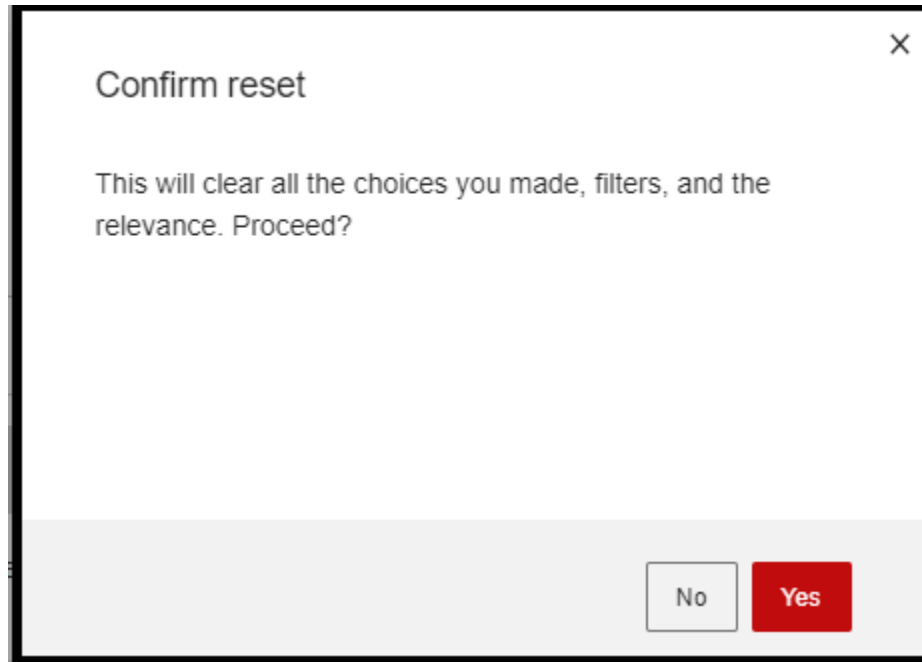 Confirm reset
This will clear all the choices you made, filters, and the
relevance. Proceed?
No
Yes